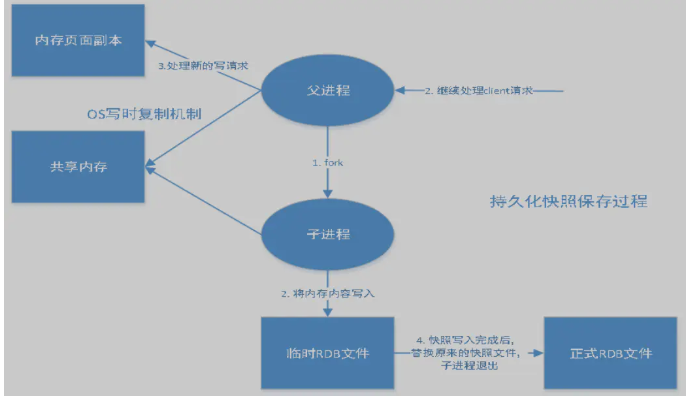 内存页面副本
3.处理新的写请求
父进程
2. 继续处理client请求
OS写时复制机制
共享内存
1. fork
持久化快照保存过程
子进程
2. 将内存内容写入
临时RDB文件
4. 快照写入完成后,
替换原来的快照文件,
子进程退出
正式RDB文件